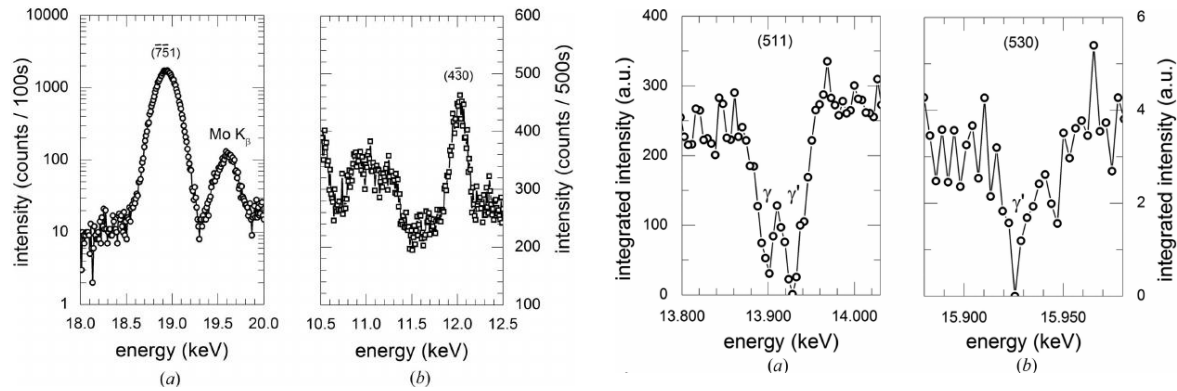 intensity (counts / 100s)
10000
1000
100
10
1
(7̄5̄1)
Mo Kβ
18.0 18.5 19.0 19.5 20.0
energy (keV)
(a)
(43̄0)
600
500
400
300
200
100
intensity (counts / 500s)
10.5 11.0 11.5 12.0 12.5
energy (keV)
(b)
integrated intensity (a.u.)
400
300
200
100
0
(511)
γ γ'
13.800 13.900 14.000
energy (keV)
(a)
(530)
γ'
6
4
2
0
integrated intensity (a.u.)
15.900 15.950
energy (keV)
(b)